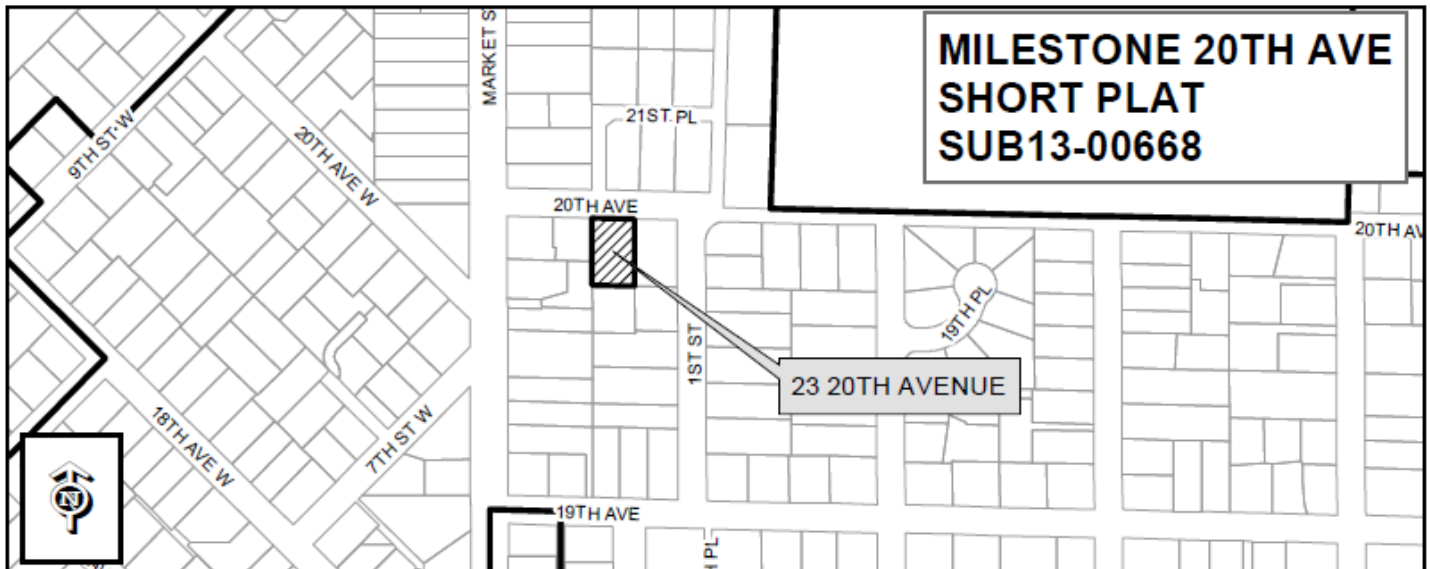 MILESTONE 20TH AVE
SHORT PLAT
SUB13-00668
MARKET S
21ST PL
9TH ST W
20TH AVE W
20TH AVE
20TH AV
19TH PL
1ST ST
23 20TH AVENUE
18TH AVE W
7TH ST W
N
19TH AVE
H PL